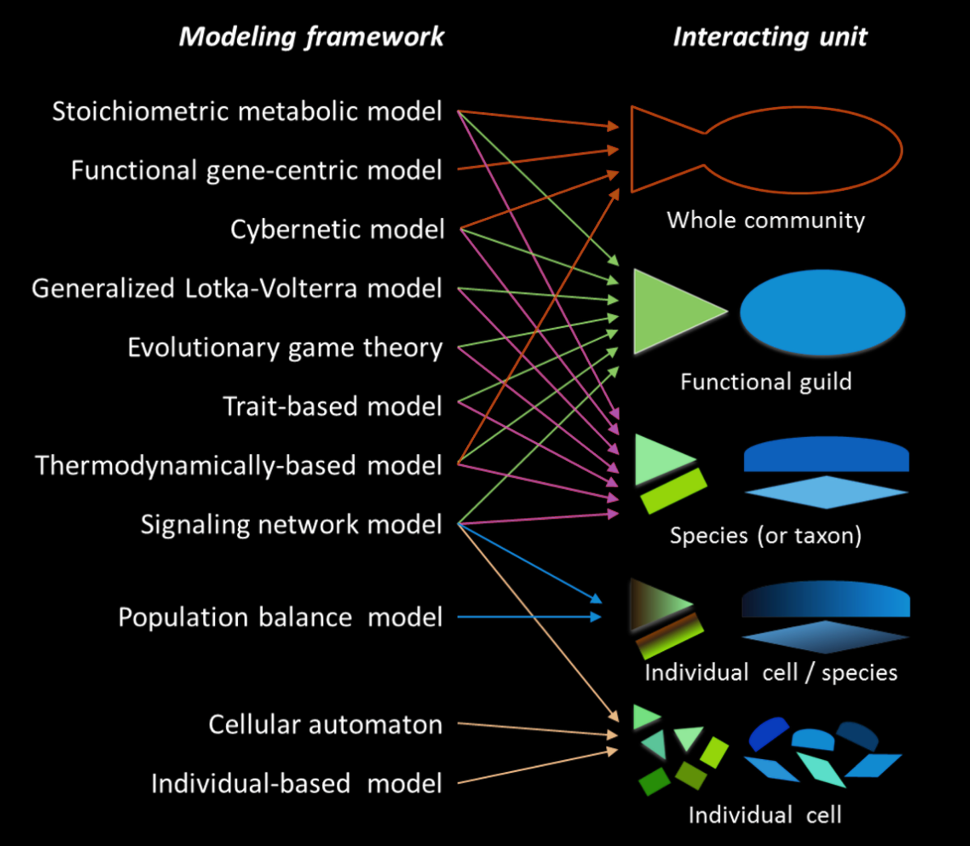 Modeling framework
Interacting unit
Stoichiometric metabolic model
Functional gene-centric model
Cybernetic model
Generalized Lotka-Volterra model
Evolutionary game theory
Trait-based model
Thermodynamically-based model
Signaling network model
Population balance model
Cellular automaton
Individual-based model
Whole community
Functional guild
Species (or taxon)
Individual cell / species
Individual cell